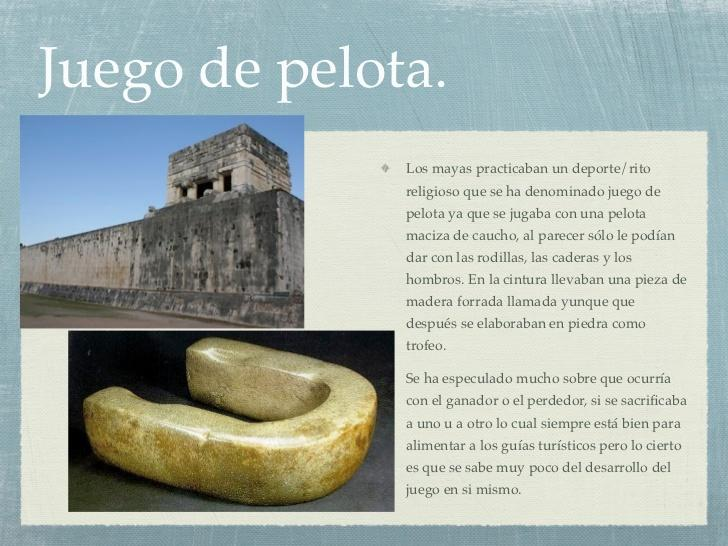 Juego de pelota.
Los mayas practicaban un deporte/rito
religioso que se ha denominado juego de
pelota ya que se jugaba con una pelota
maciza de caucho, al parecer sólo le podían
dar con las rodillas, las caderas y los
hombros. En la cintura llevaban una pieza de
madera forrada llamada yunque que
después se elaboraban en piedra como
trofeo.
Se ha especulado mucho sobre que ocurría
con el ganador o el perdedor, si se sacrificaba
a uno u a otro lo cual siempre está bien para
alimentar a los guías turísticos pero lo cierto
es que se sabe muy poco del desarrollo del
juego en si mismo.